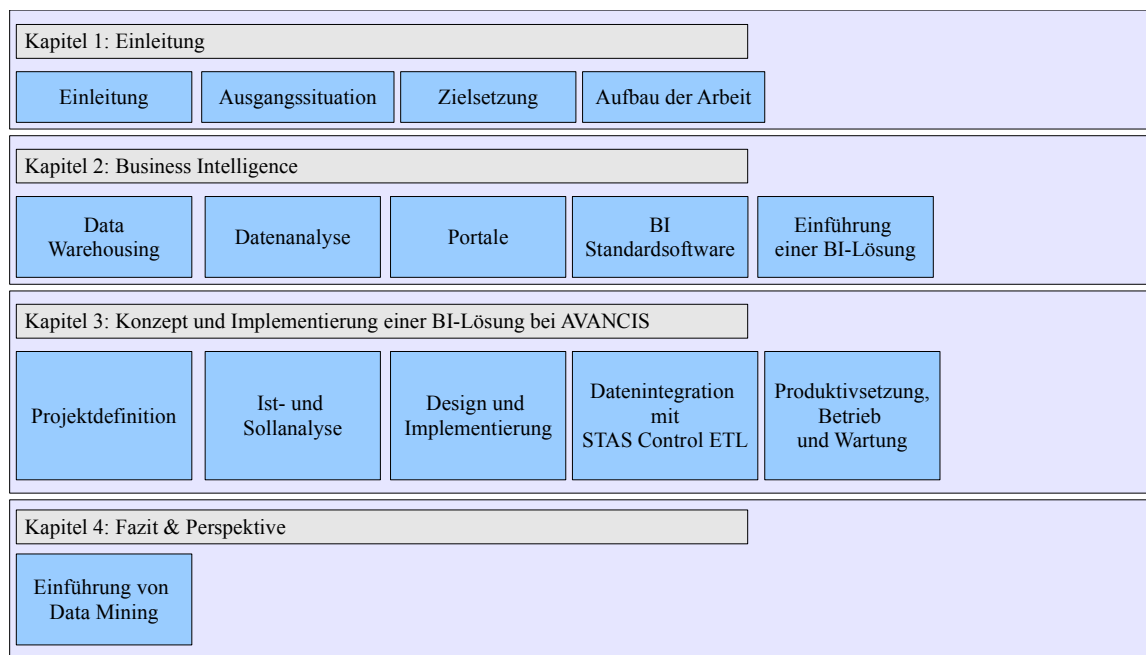 Kapitel 1: Einleitung
Einleitung
Ausgangssituation
Zielsetzung
Aufbau der Arbeit
Kapitel 2: Business Intelligence
Data
Warehousing
Datenanalyse
Portale
BI
Standardsoftware
Einführung
einer BI-Lösung
Kapitel 3: Konzept und Implementierung einer BI-Lösung bei AVANCIS
Projektdefinition
Ist- und
Sollanalyse
Design und
Implementierung
Datenintegration
mit
STAS Control ETL
Produktivsetzung,
Betrieb
und Wartung
Kapitel 4: Fazit & Perspektive
Einführung von
Data Mining